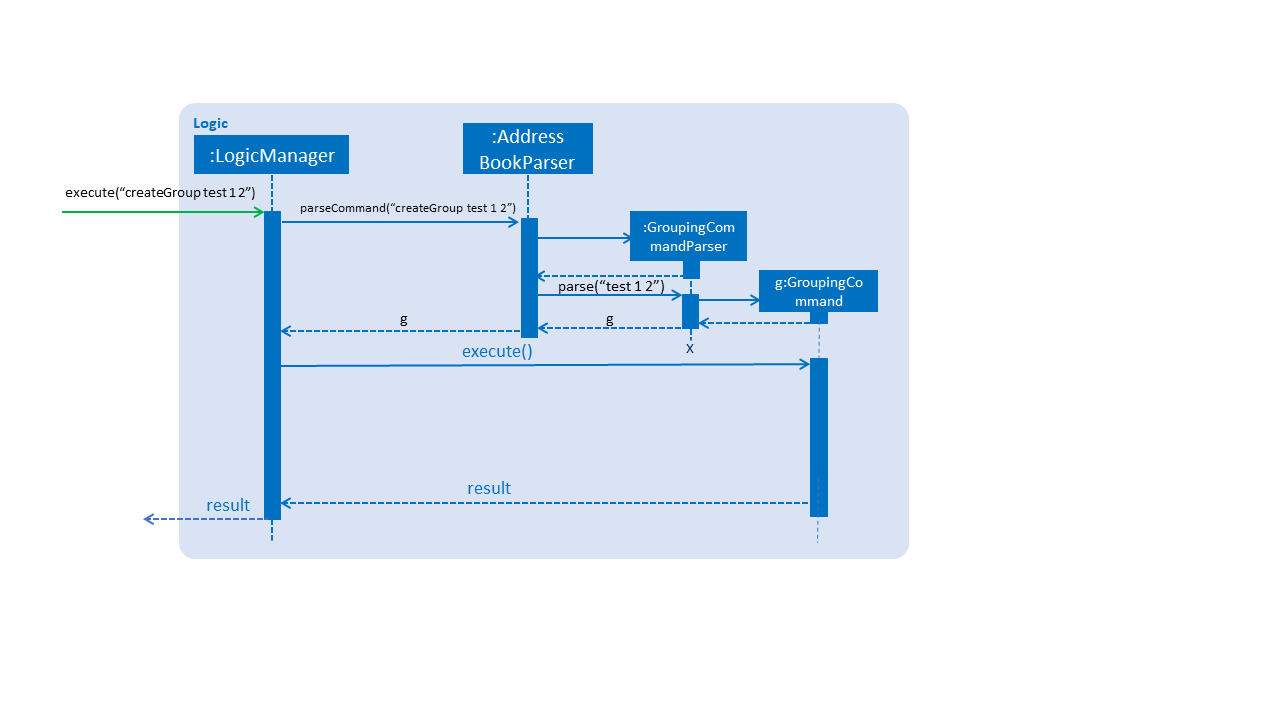 Logic
:LogicManager
:Address
BookParser
execute(“createGroup test 1 2”)
parseCommand(“createGroup test 1 2”)
:GroupingCom
mandParser
g:GroupingCo
mmand
parse(“test 1 2”)
g
g
X
execute()
result
result